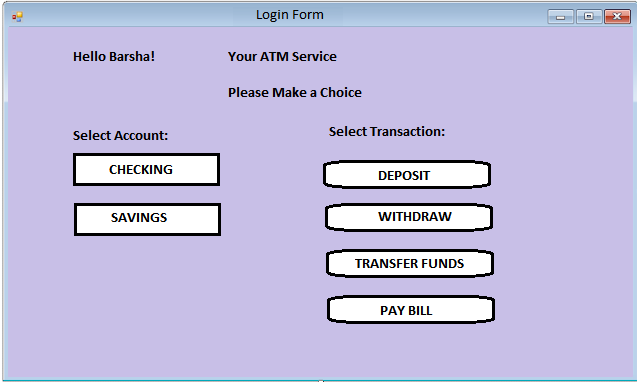 Login Form
Hello Barsha!
Your ATM Service
Please Make a Choice
Select Account:
CHECKING
SAVINGS
Select Transaction:
DEPOSIT
WITHDRAW
TRANSFER FUNDS
PAY BILL